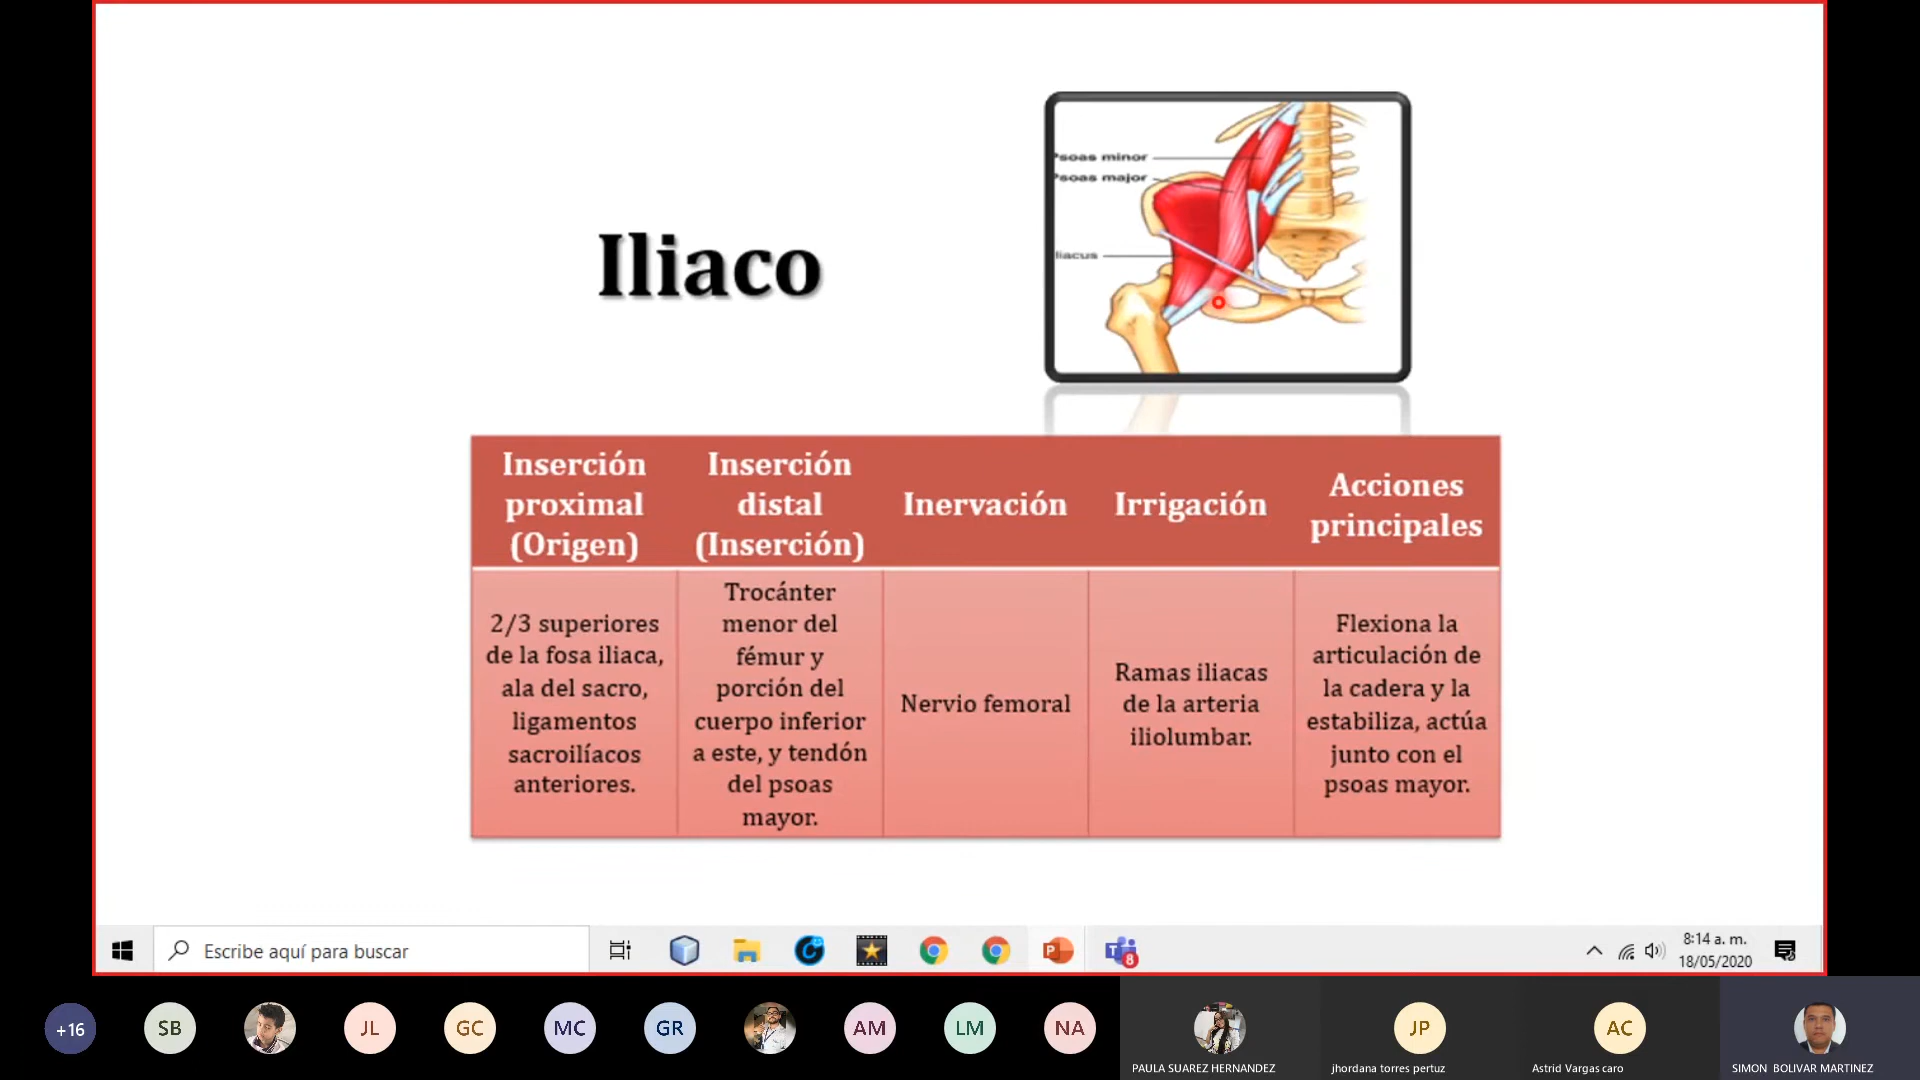 Psoas minor
Psoas major
Iliaco
iliacus
Inserción
proximal
(Origen)
Inserción
distal
(Inserción)
Inervación
Irrigación
Acciones
principales
2/3 superiores
de la fosa iliaca,
ala del sacro,
ligamentos
sacroilíacos
anteriores.
Trocánter
menor del
fémur y
porción del
cuerpo inferior
a este, y tendón
del psoas
mayor.
Nervio femoral
Ramas iliacas
de la arteria
iliolumbar.
Flexiona la
articulación de
la cadera y la
estabiliza, actúa
junto con el
psoas mayor.
Escribe aquí para buscar
8
8:14 a. m.
18/05/2020
+16
SB
JL
GC
MC
GR
AM
LM
NA
PAULA SUAREZ HERNANDEZ
JP
jhordana torres pertuz
AC
Astrid Vargas caro
SIMON BOLIVAR MARTINEZ